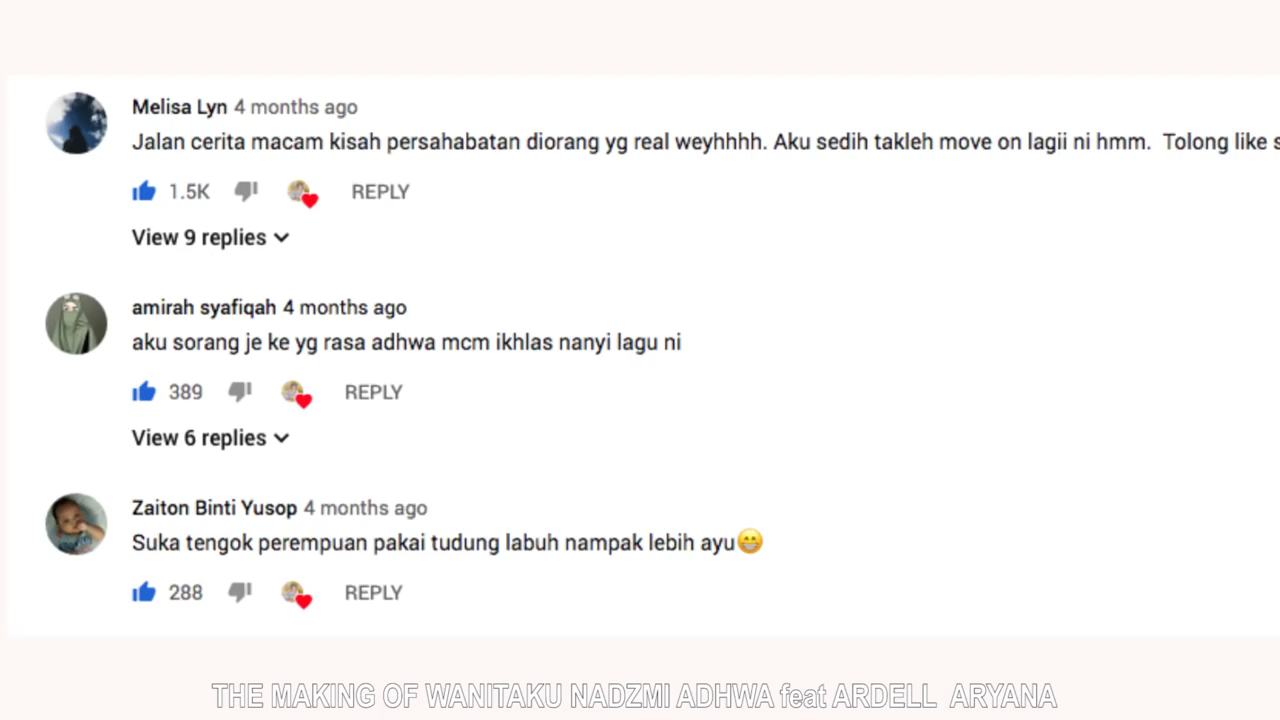 Melisa Lyn 4 months ago
Jalan cerita macam kisah persahabatan diorang yg real weyhhhh. Aku sedih takleh move on lagii ni hmm. Tolong like s
1.5K REPLY
View 9 replies
amirah syafiqah 4 months ago
aku sorang je ke yg rasa adhwa mcm ikhlas nanyi lagu ni
389 REPLY
View 6 replies
Zaiton Binti Yusop 4 months ago
Suka tengok perempuan pakai tudung labuh nampak lebih ayu😁
288 REPLY
THE MAKING OF WANITAKU NADZMI ADHWA feat ARDELL ARYANA